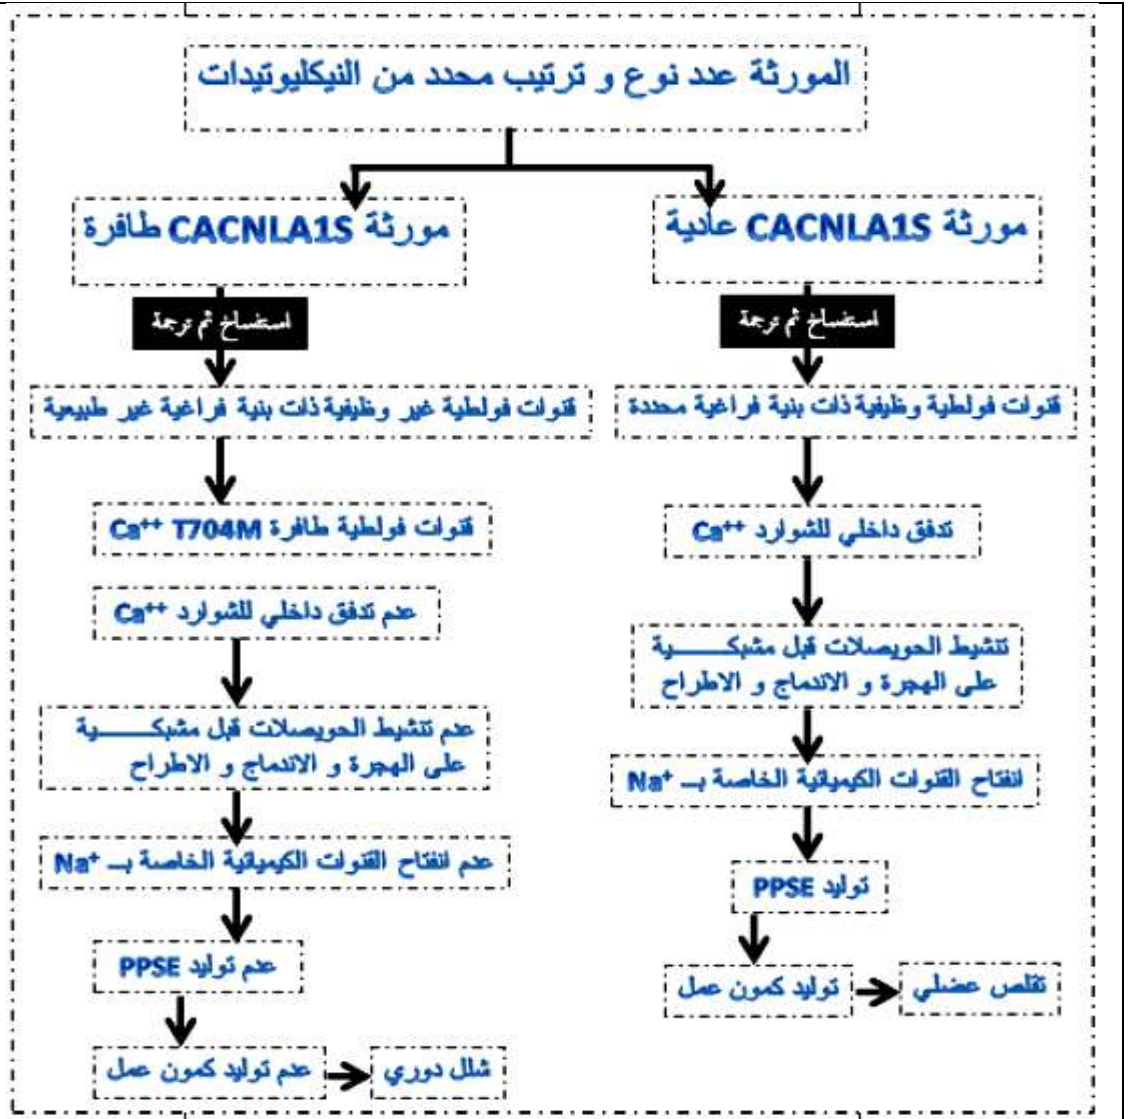 المورثة عدد نوع و ترتيب محدد من النيكليوتيدات
مورثة CACNLA1S عادية
استنساخ ثم ترجمة
قنوات فولطية وظيفية ذات بنية فراغية محددة
تدفق داخلي للشوارد Ca⁺⁺
تنشيط الحويصلات قبل مشبكـــــية
على الهجرة و الاندماج و الاطراح
انفتاح القنوات الكيميائية الخاصة بــ Na⁺
توليد PPSE
توليد كمون عمل
تقلص عضلي
مورثة CACNLA1S طافرة
استنساخ ثم ترجمة
قنوات فولطية غير وظيفية ذات بنية فراغية غير طبيعية
قنوات فولطية طافرة Ca⁺⁺ T704M
عدم تدفق داخلي للشوارد Ca⁺⁺
عدم تنشيط الحويصلات قبل مشبكـــــية
على الهجرة و الاندماج و الاطراح
عدم انفتاح القنوات الكيميائية الخاصة بــ Na⁺
عدم توليد PPSE
عدم توليد كمون عمل
شلل دوري